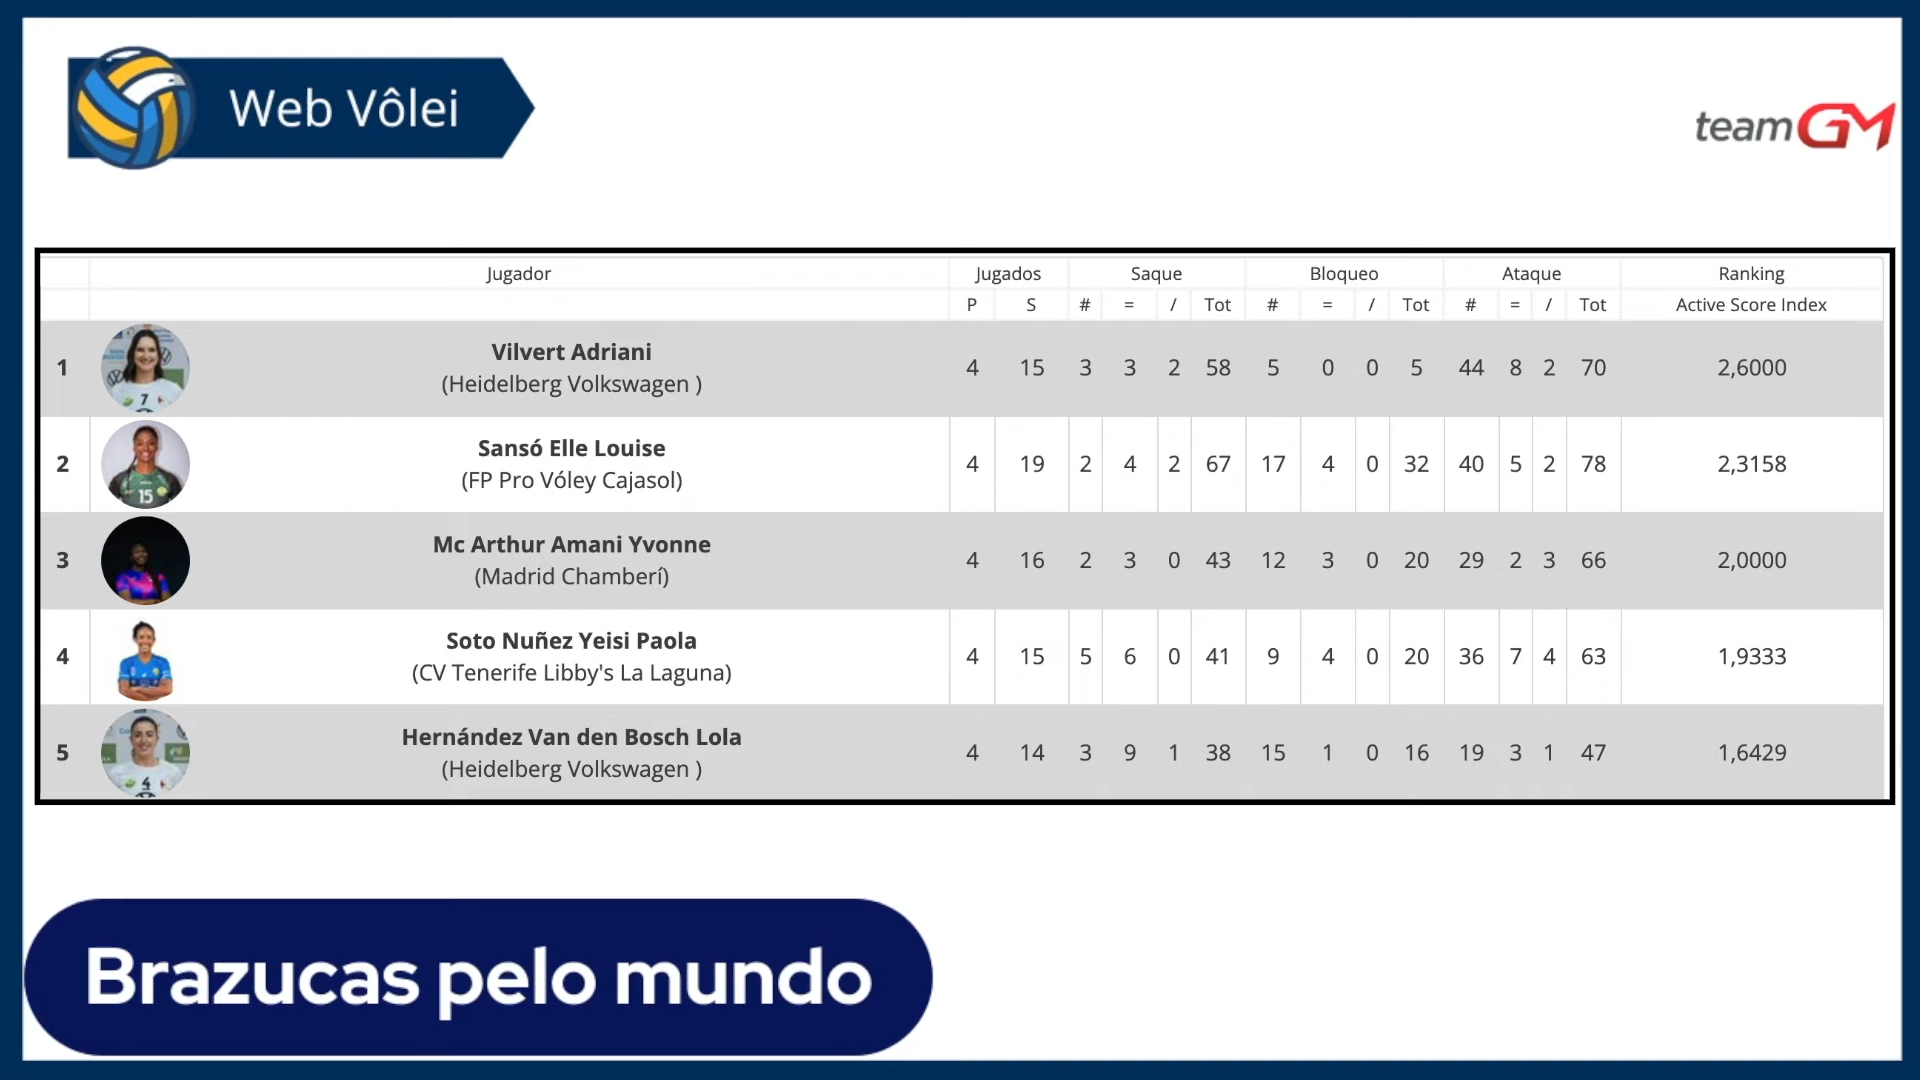 Web Vôlei
teamGM
Jugador Jugados Saque Bloqueo Ataque Ranking
P S # = / Tot # = / Tot # = / Tot Active Score Index
1 Vilvert Adriani 4 15 3 3 2 58 5 0 0 5 44 8 2 70 2,6000
(Heidelberg Volkswagen )
7
2 Sansó Elle Louise 4 19 2 4 2 67 17 4 0 32 40 5 2 78 2,3158
(FP Pro Vóley Cajasol)
15
3 Mc Arthur Amani Yvonne 4 16 2 3 0 43 12 3 0 20 29 2 3 66 2,0000
(Madrid Chamberí)
4 Soto Nuñez Yeisi Paola 4 15 5 6 0 41 9 4 0 20 36 7 4 63 1,9333
(CV Tenerife Libby's La Laguna)
5 Hernández Van den Bosch Lola 4 14 3 9 1 38 15 1 0 16 19 3 1 47 1,6429
(Heidelberg Volkswagen )
4
Brazucas pelo mundo